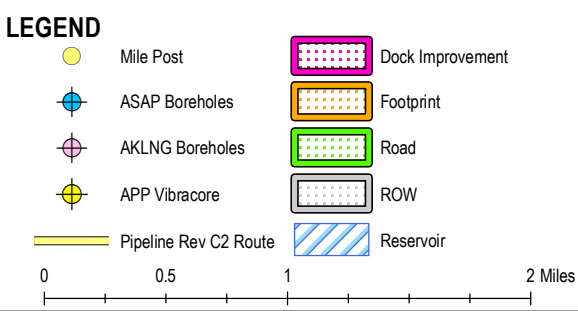 LEGEND
Mile Post
ASAP Boreholes
AKLNG Boreholes
APP Vibracore
Pipeline Rev C2 Route
Dock Improvement
Footprint
Road
ROW
Reservoir
0 0.5 1 2 Miles